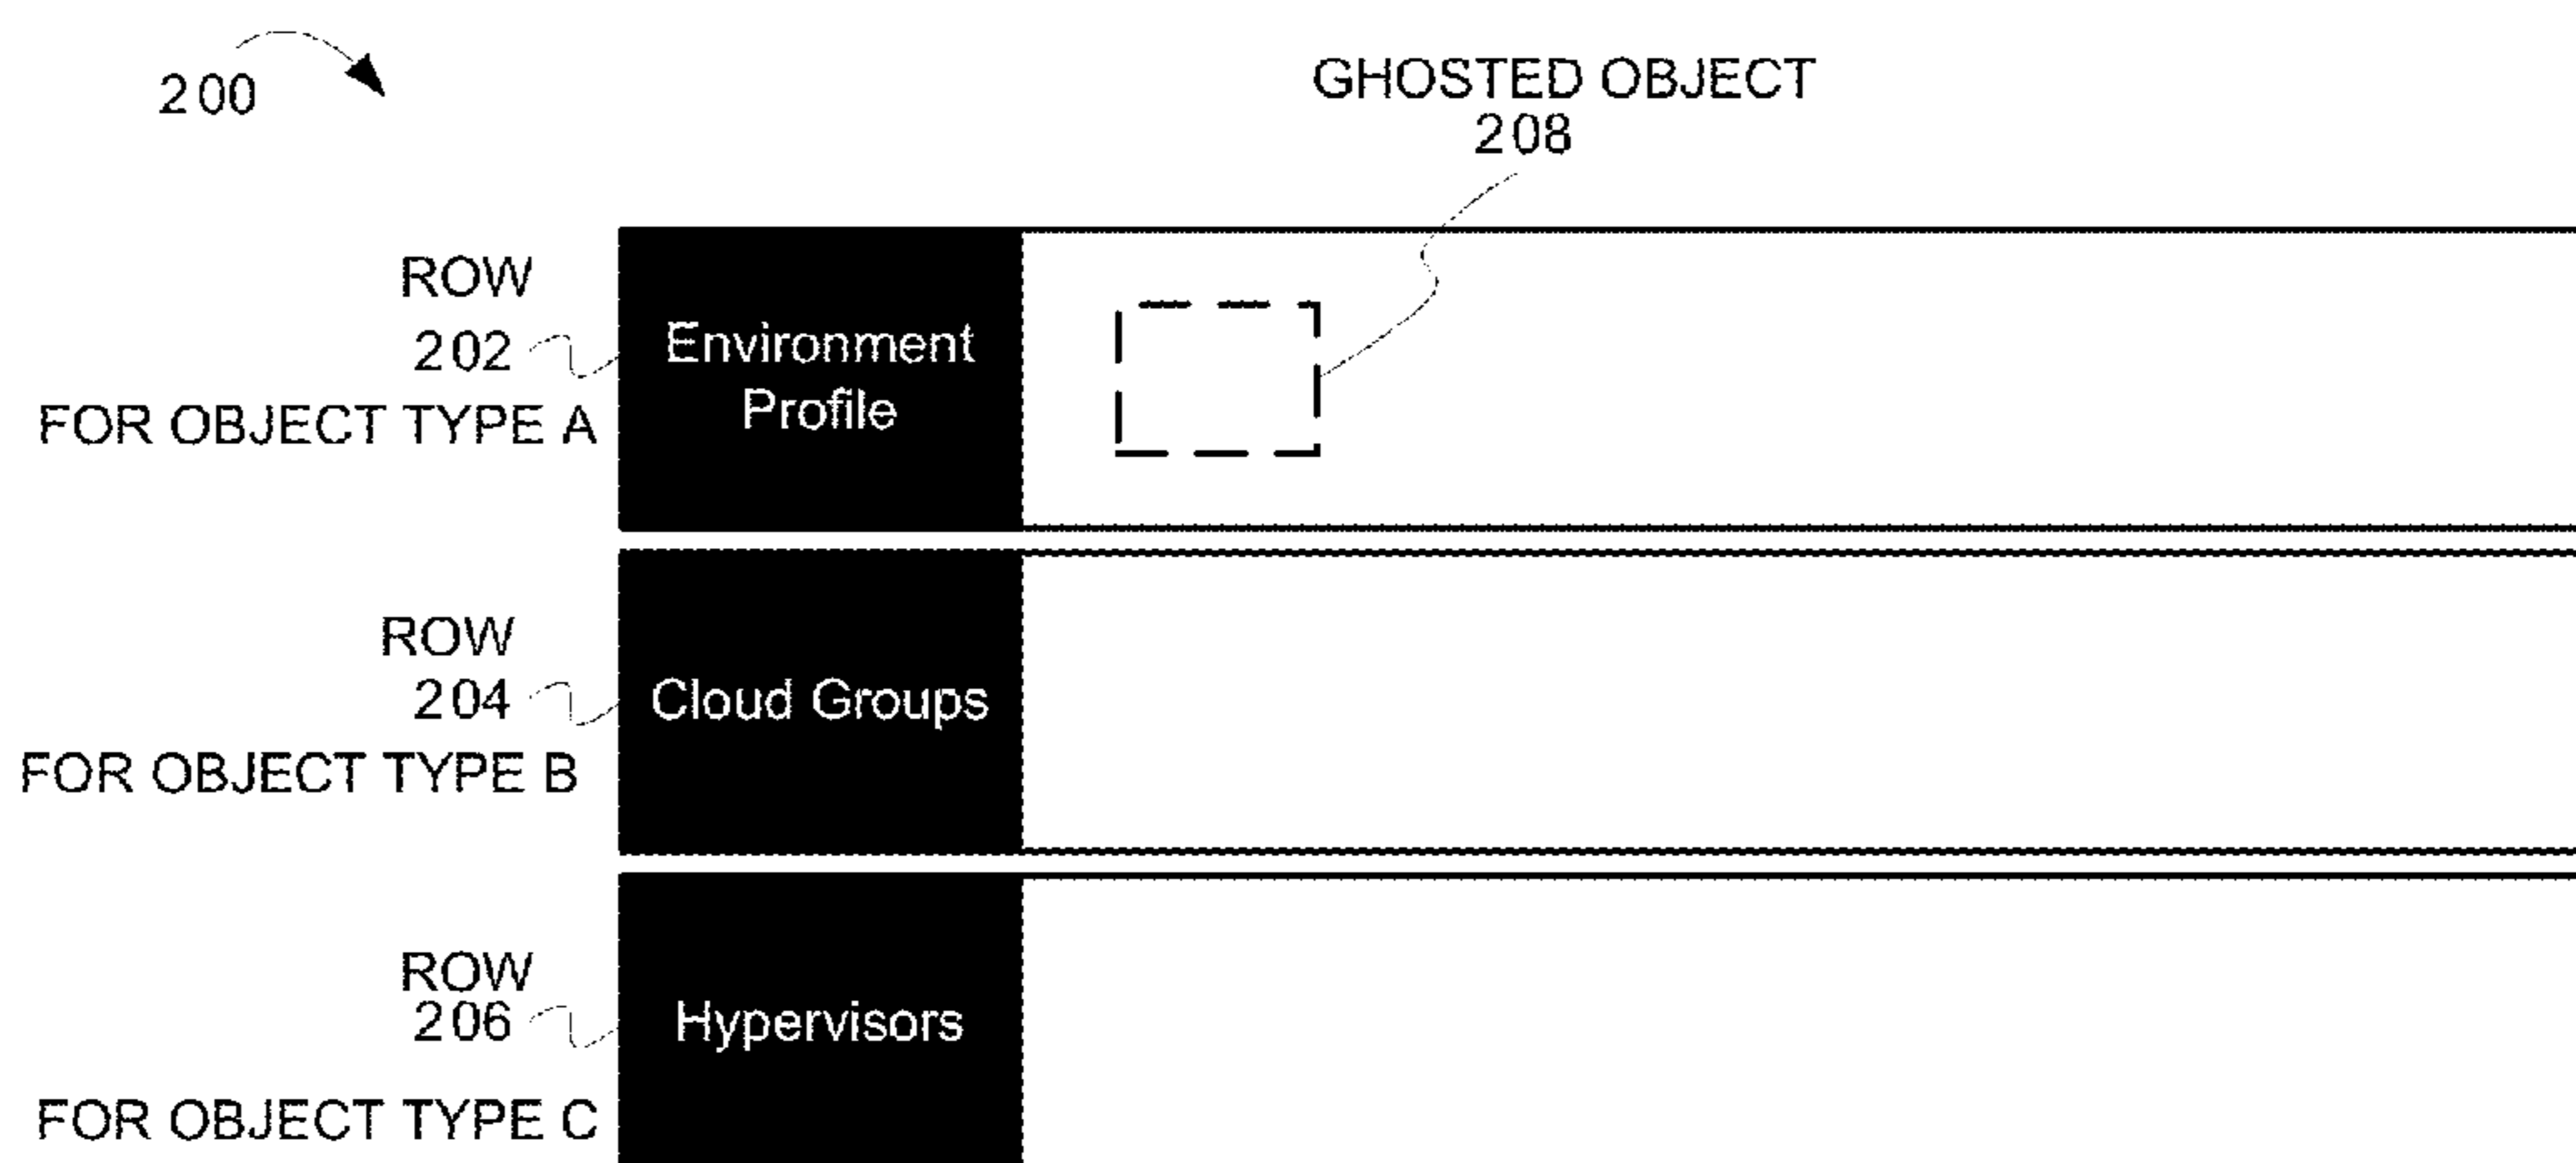 200
GHOSTED OBJECT
208
ROW
202
FOR OBJECT TYPE A
Environment
Profile
ROW
204
FOR OBJECT TYPE B
Cloud Groups
ROW
206
FOR OBJECT TYPE C
Hypervisors